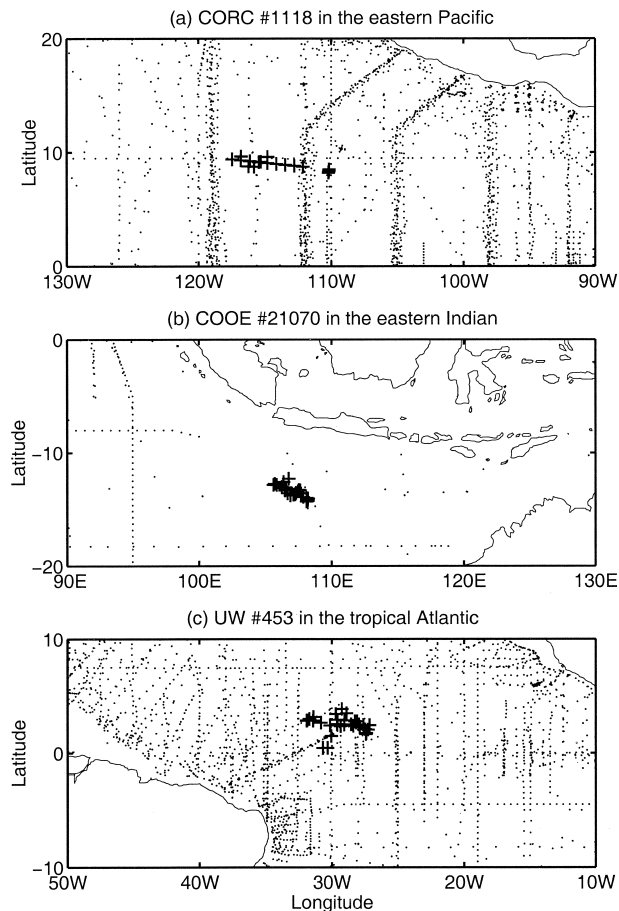 (a) CORC #1118 in the eastern Pacific
20
10
0
Latitude
130W 120W 110W 100W 90W
(b) COOE #21070 in the eastern Indian
0
−10
−20
Latitude
90E 100E 110E 120E 130E
(c) UW #453 in the tropical Atlantic
10
0
−10
Latitude
50W 40W 30W 20W 10W
Longitude